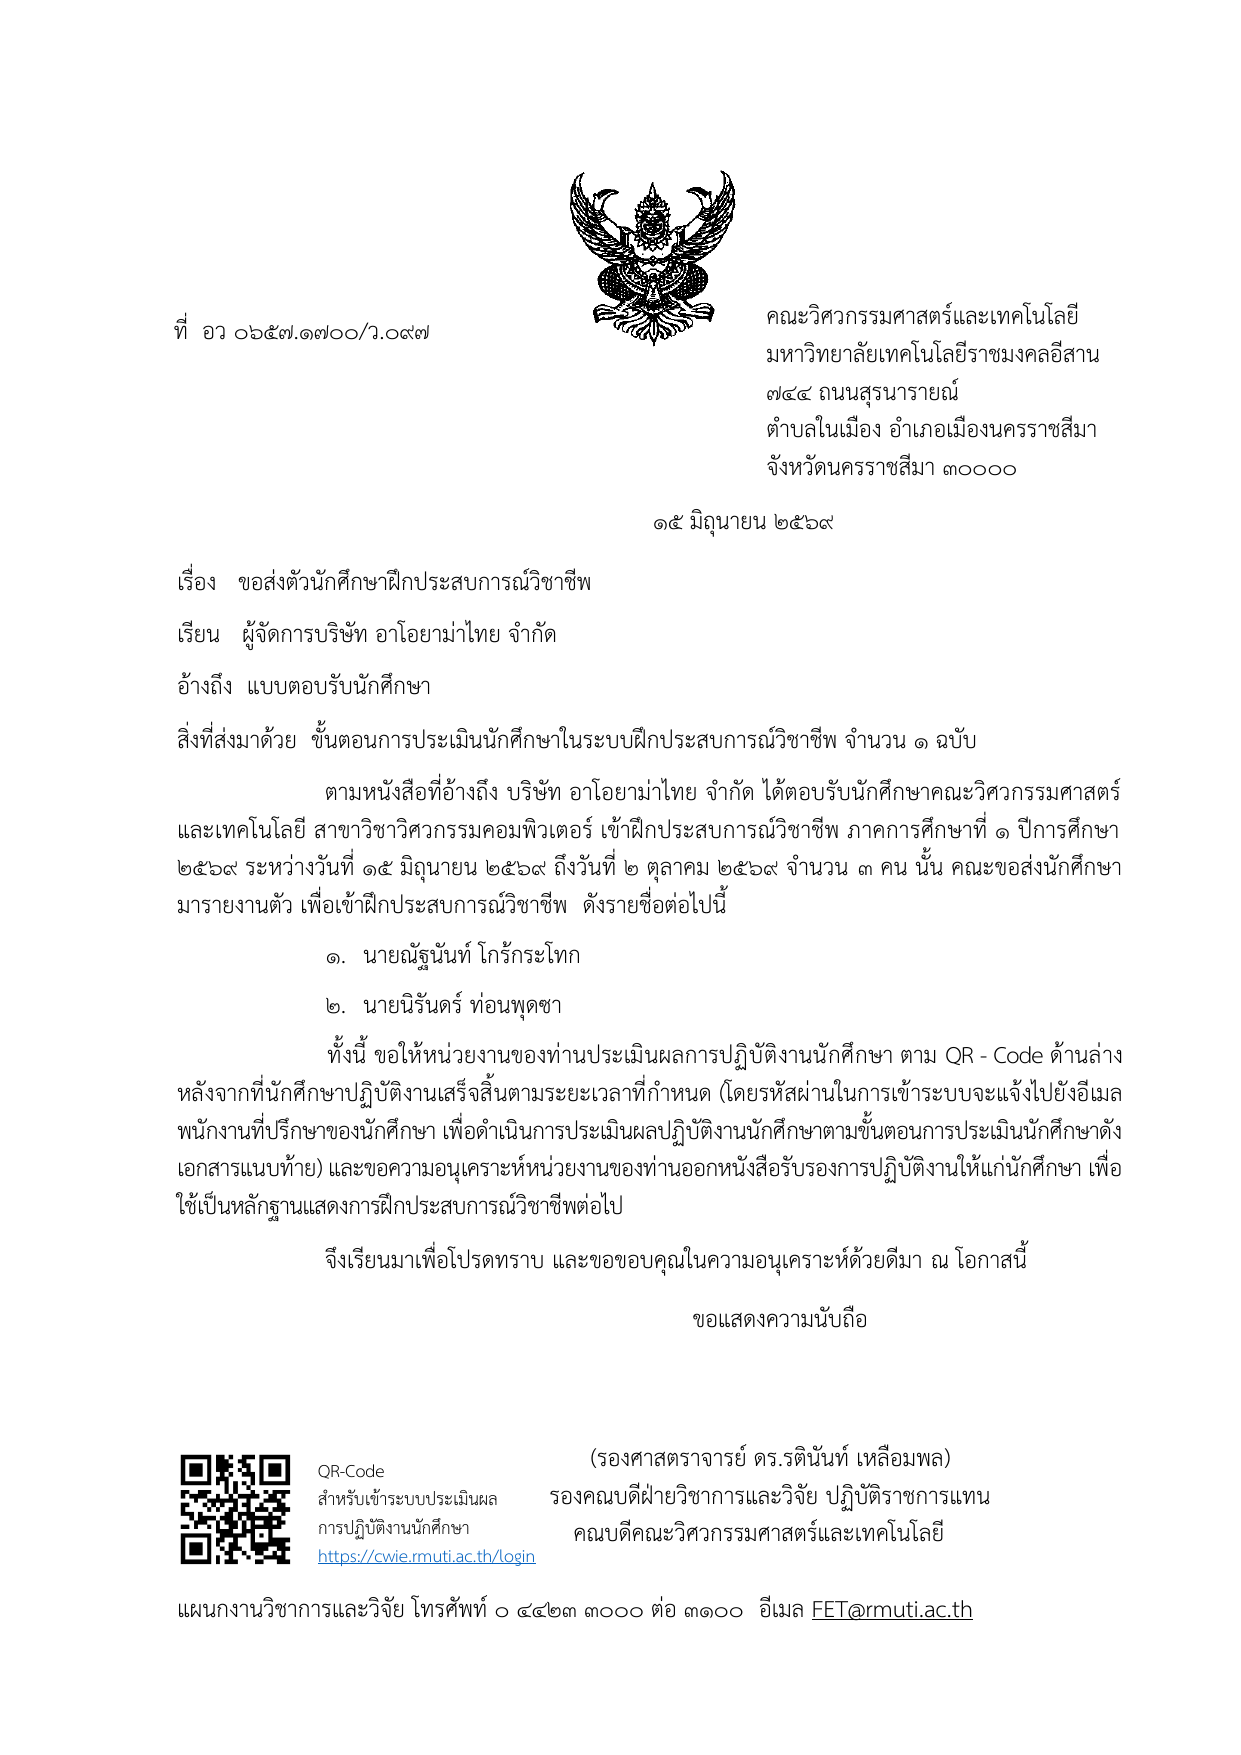 ที่ อว ๐๖๕๗.๑๗๐๐/ว.๐๙๗
คณะวิศวกรรมศาสตร์และเทคโนโลยี
มหาวิทยาลัยเทคโนโลยีราชมงคลอีสาน
๗๔๔ ถนนสุรนารายณ์
ตำบลในเมือง อำเภอเมืองนครราชสีมา
จังหวัดนครราชสีมา ๓๐๐๐๐
๑๕ มิถุนายน ๒๕๖๙
เรื่อง ขอส่งตัวนักศึกษาฝึกประสบการณ์วิชาชีพ
เรียน ผู้จัดการบริษัท อาโอยาม่าไทย จำกัด
อ้างถึง แบบตอบรับนักศึกษา
สิ่งที่ส่งมาด้วย ขั้นตอนการประเมินนักศึกษาในระบบฝึกประสบการณ์วิชาชีพ จำนวน ๑ ฉบับ
ตามหนังสือที่อ้างถึง บริษัท อาโอยาม่าไทย จำกัด ได้ตอบรับนักศึกษาคณะวิศวกรรมศาสตร์
และเทคโนโลยี สาขาวิชาวิศวกรรมคอมพิวเตอร์ เข้าฝึกประสบการณ์วิชาชีพ ภาคการศึกษาที่ ๑ ปีการศึกษา
๒๕๖๙ ระหว่างวันที่ ๑๕ มิถุนายน ๒๕๖๙ ถึงวันที่ ๒ ตุลาคม ๒๕๖๙ จำนวน ๓ คน นั้น คณะขอส่งนักศึกษา
มารายงานตัว เพื่อเข้าฝึกประสบการณ์วิชาชีพ ดังรายชื่อต่อไปนี้
๑. นายณัฐนันท์ โกร้กระโทก
๒. นายนิรันดร์ ท่อนพุดซา
ทั้งนี้ ขอให้หน่วยงานของท่านประเมินผลการปฏิบัติงานนักศึกษา ตาม QR - Code ด้านล่าง
หลังจากที่นักศึกษาปฏิบัติงานเสร็จสิ้นตามระยะเวลาที่กำหนด (โดยรหัสผ่านในการเข้าระบบจะแจ้งไปยังอีเมล
พนักงานที่ปรึกษาของนักศึกษา เพื่อดำเนินการประเมินผลปฏิบัติงานนักศึกษาตามขั้นตอนการประเมินนักศึกษาดัง
เอกสารแนบท้าย) และขอความอนุเคราะห์หน่วยงานของท่านออกหนังสือรับรองการปฏิบัติงานให้แก่นักศึกษา เพื่อ
ใช้เป็นหลักฐานแสดงการฝึกประสบการณ์วิชาชีพต่อไป
จึงเรียนมาเพื่อโปรดทราบ และขอขอบคุณในความอนุเคราะห์ด้วยดีมา ณ โอกาสนี้
ขอแสดงความนับถือ
(รองศาสตราจารย์ ดร.รตินันท์ เหลือมพล)
รองคณบดีฝ่ายวิชาการและวิจัย ปฏิบัติราชการแทน
คณบดีคณะวิศวกรรมศาสตร์และเทคโนโลยี
QR-Code
สำหรับเข้าระบบประเมินผล
การปฏิบัติงานนักศึกษา
https://cwie.rmuti.ac.th/login
แผนกงานวิชาการและวิจัย โทรศัพท์ ๐ ๔๔๒๓ ๓๐๐๐ ต่อ ๓๑๐๐ อีเมล FET@rmuti.ac.th